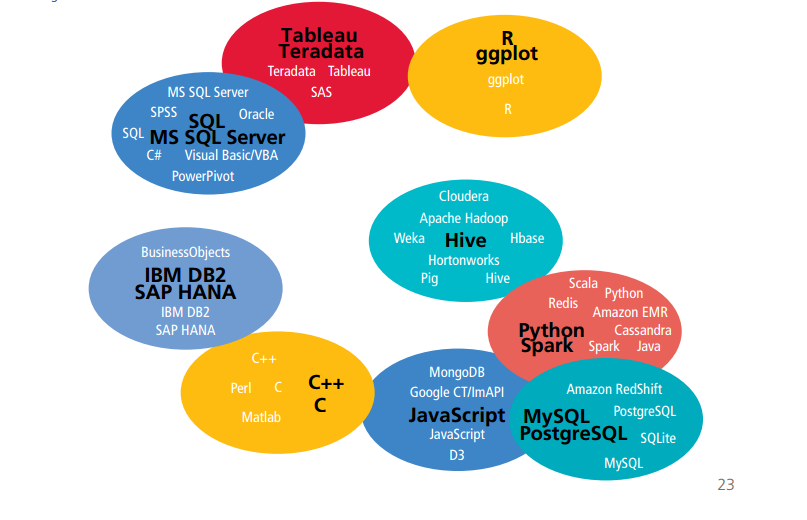 Tableau
Teradata
Teradata Tableau
SAS
R
ggplot
ggplot
R
MS SQL Server
SPSS
Oracle
SQL
SQL
MS SQL Server
C# Visual Basic/VBA
PowerPivot
Cloudera
Apache Hadoop
Weka Hive Hbase
Hortonworks
Pig Hive
BusinessObjects
IBM DB2
SAP HANA
IBM DB2
SAP HANA
Scala
Python
Redis
Amazon EMR
Python
Cassandra
Spark
Spark Java
C++
Perl C
C++
C
Matlab
MongoDB
Google CT/ImAPI
JavaScript
JavaScript
D3
Amazon RedShift
MySQL
PostgreSQL
PostgreSQL
SQLite
MySQL
23